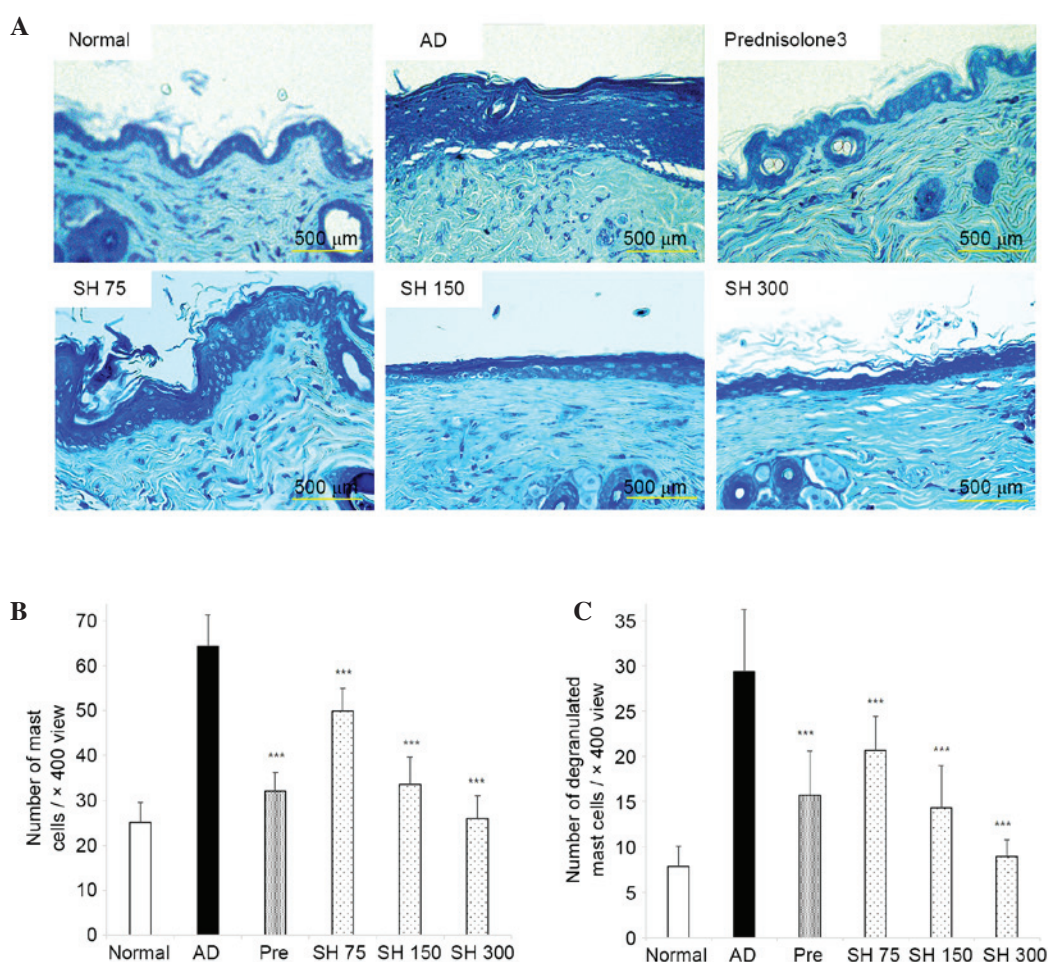 A
Normal
AD
Prednisolone3
500 μm
500 μm
500 μm
SH 75
SH 150
SH 300
500 μm
500 μm
500 μm
B
Number of mast
cells / × 400 view
70
60
50
40
30
20
10
0
***
***
***
***
Normal
AD
Pre
SH 75
SH 150
SH 300
C
Number of degranulated
mast cells / × 400 view
35
30
25
20
15
10
5
0
***
***
***
***
Normal
AD
Pre
SH 75
SH 150
SH 300